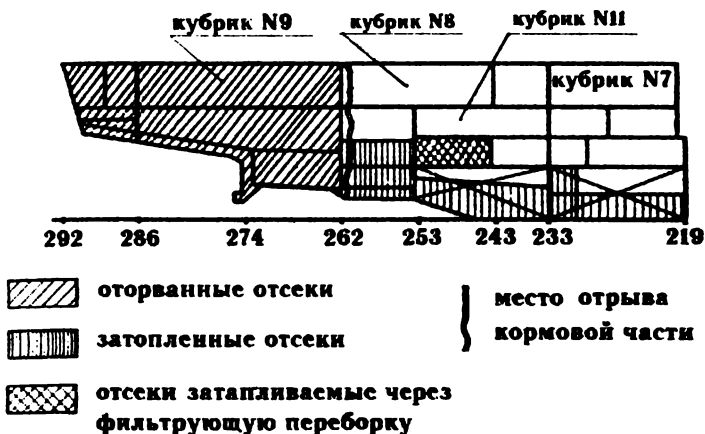 кубрик N9 кубрик N8 кубрик N11
кубрик N7
292 286 274 262 253 243 233 219
оторванные отсеки
затопленные отсеки
отсеки затапливаемые через
фильтрующую переборку
место отрыва
кормовой части